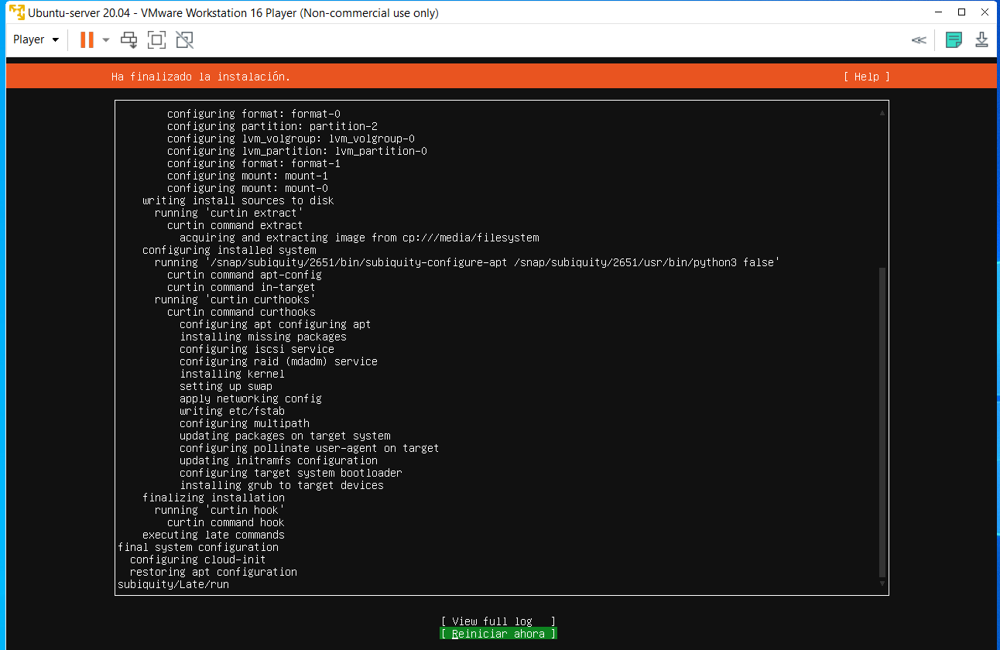 Ubuntu-server 20.04 - VMware Workstation 16 Player (Non-commercial use only)
Player
Ha finalizado la instalación.
[ Help ]
configuring format: format-0
configuring partition: partition-2
configuring lvm_volgroup: lvm_volgroup-0
configuring lvm_partition: lvm_partition-0
configuring format: format-1
configuring mount: mount-1
configuring mount: mount-0
writing install sources to disk
running 'curtin extract'
curtin command extract
acquiring and extracting image from cp:///media/filesystem
configuring installed system
running '/snap/subiquity/2651/bin/subiquity-configure-apt /snap/subiquity/2651/usr/bin/python3 false'
curtin command apt-config
curtin command in-target
running 'curtin curthooks'
curtin command curthooks
configuring apt configuring apt
installing missing packages
configuring iscsi service
configuring raid (mdadm) service
installing kernel
setting up swap
apply networking config
writing etc/fstab
configuring multipath
updating packages on target system
configuring pollinate user-agent on target
updating initramfs configuration
configuring target system bootloader
installing grub to target devices
finalizing installation
running 'curtin hook'
curtin command hook
executing late commands
final system configuration
configuring cloud-init
restoring apt configuration
subiquity/Late/run
[ View full log ]
[ Reiniciar ahora ]